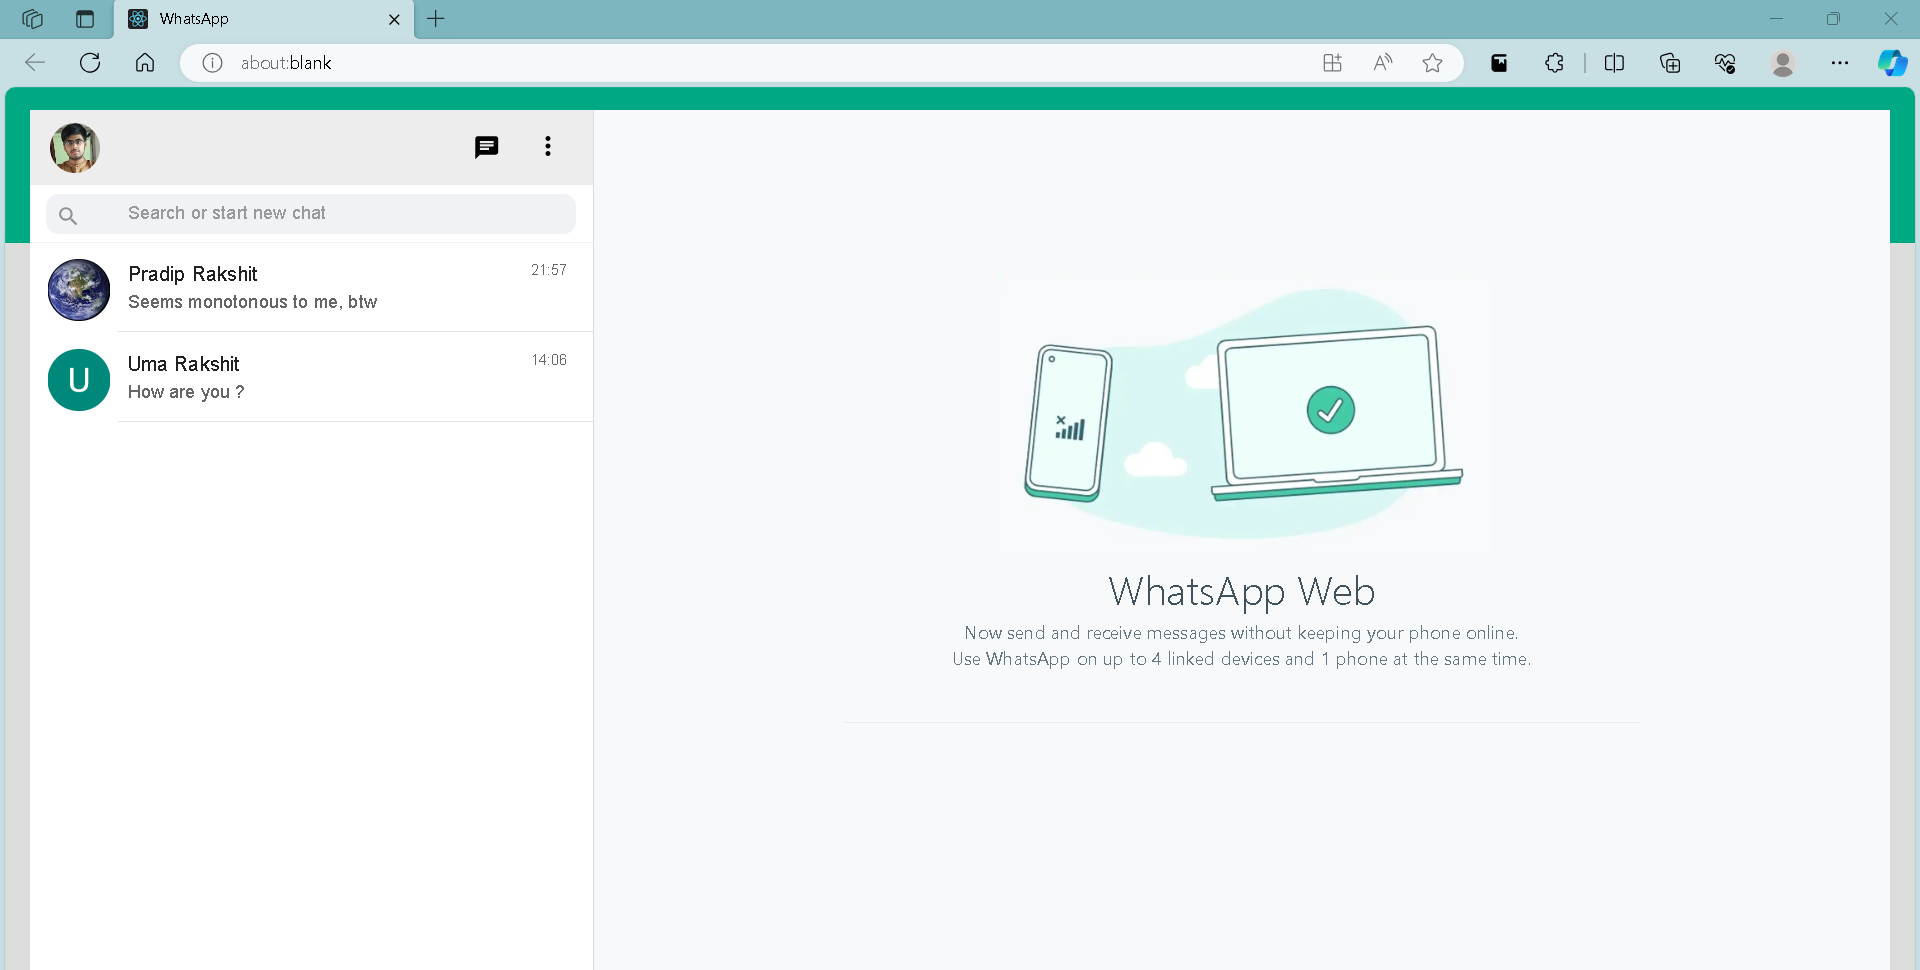 WhatsApp
about:blank
Search or start new chat
Pradip Rakshit
21:57
Seems monotonous to me, btw
U
Uma Rakshit
14:06
How are you ?
WhatsApp Web
Now send and receive messages without keeping your phone online.
Use WhatsApp on up to 4 linked devices and 1 phone at the same time.